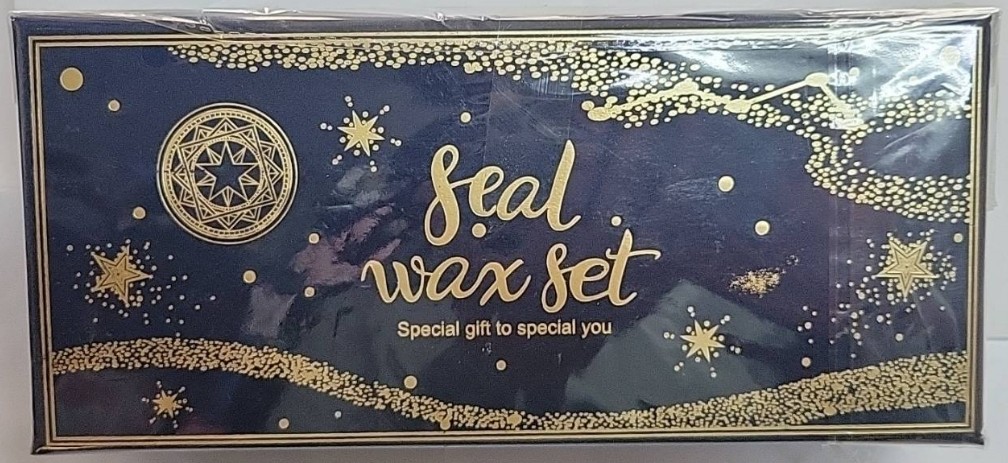 Seal
wax set
Special gift to special you